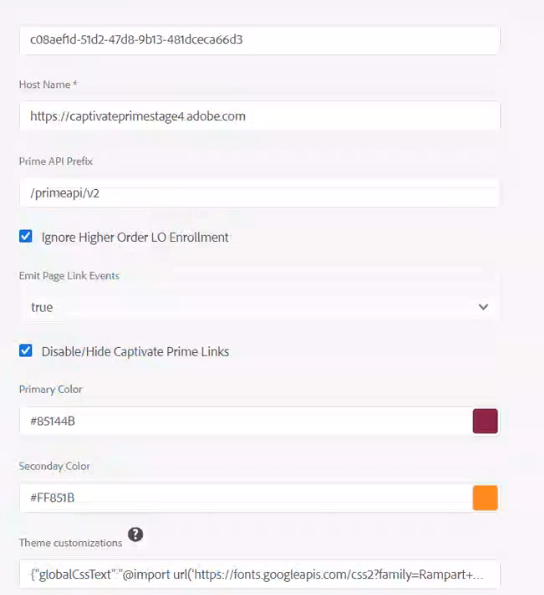 c08aef1d-51d2-47d8-9b13-481dceca66d3
Host Name *
https://captivateprimestage4.adobe.com
Prime API Prefix
/primeapi/v2
Ignore Higher Order LO Enrollment
Emit Page Link Events
true
Disable/Hide Captivate Prime Links
Primary Color
#85144B
Seconday Color
#FF851B
Theme customizations ?
{"globalCssText":"@import url('https://fonts.googleapis.com/css2?family=Rampart+...